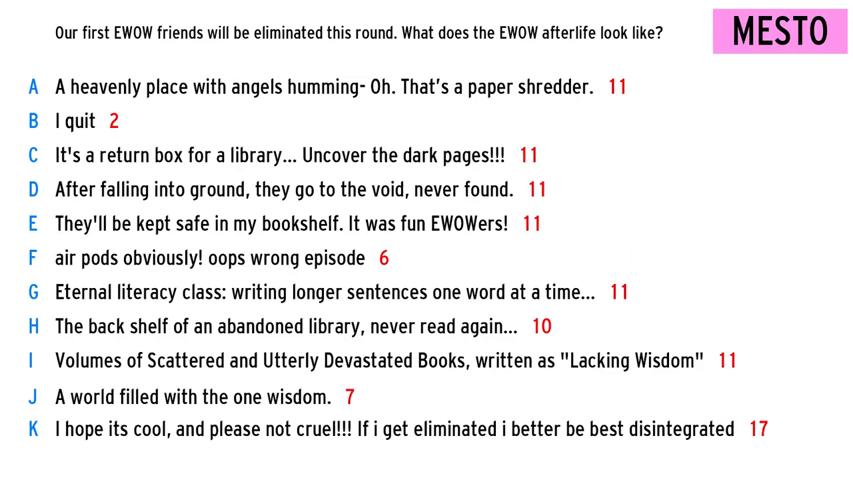 Our first EWOW friends will be eliminated this round. What does the EWOW afterlife look like?
MESTO
A A heavenly place with angels humming- Oh. That's a paper shredder. 11
B I quit 2
C It's a return box for a library... Uncover the dark pages!!! 11
D After falling into ground, they go to the void, never found. 11
E They'll be kept safe in my bookshelf. It was fun EWOWers! 11
F air pods obviously! oops wrong episode 6
G Eternal literacy class: writing longer sentences one word at a time... 11
H The back shelf of an abandoned library, never read again... 10
I Volumes of Scattered and Utterly Devastated Books, written as "Lacking Wisdom" 11
J A world filled with the one wisdom. 7
K I hope its cool, and please not cruel!!! If i get eliminated i better be best disintegrated 17